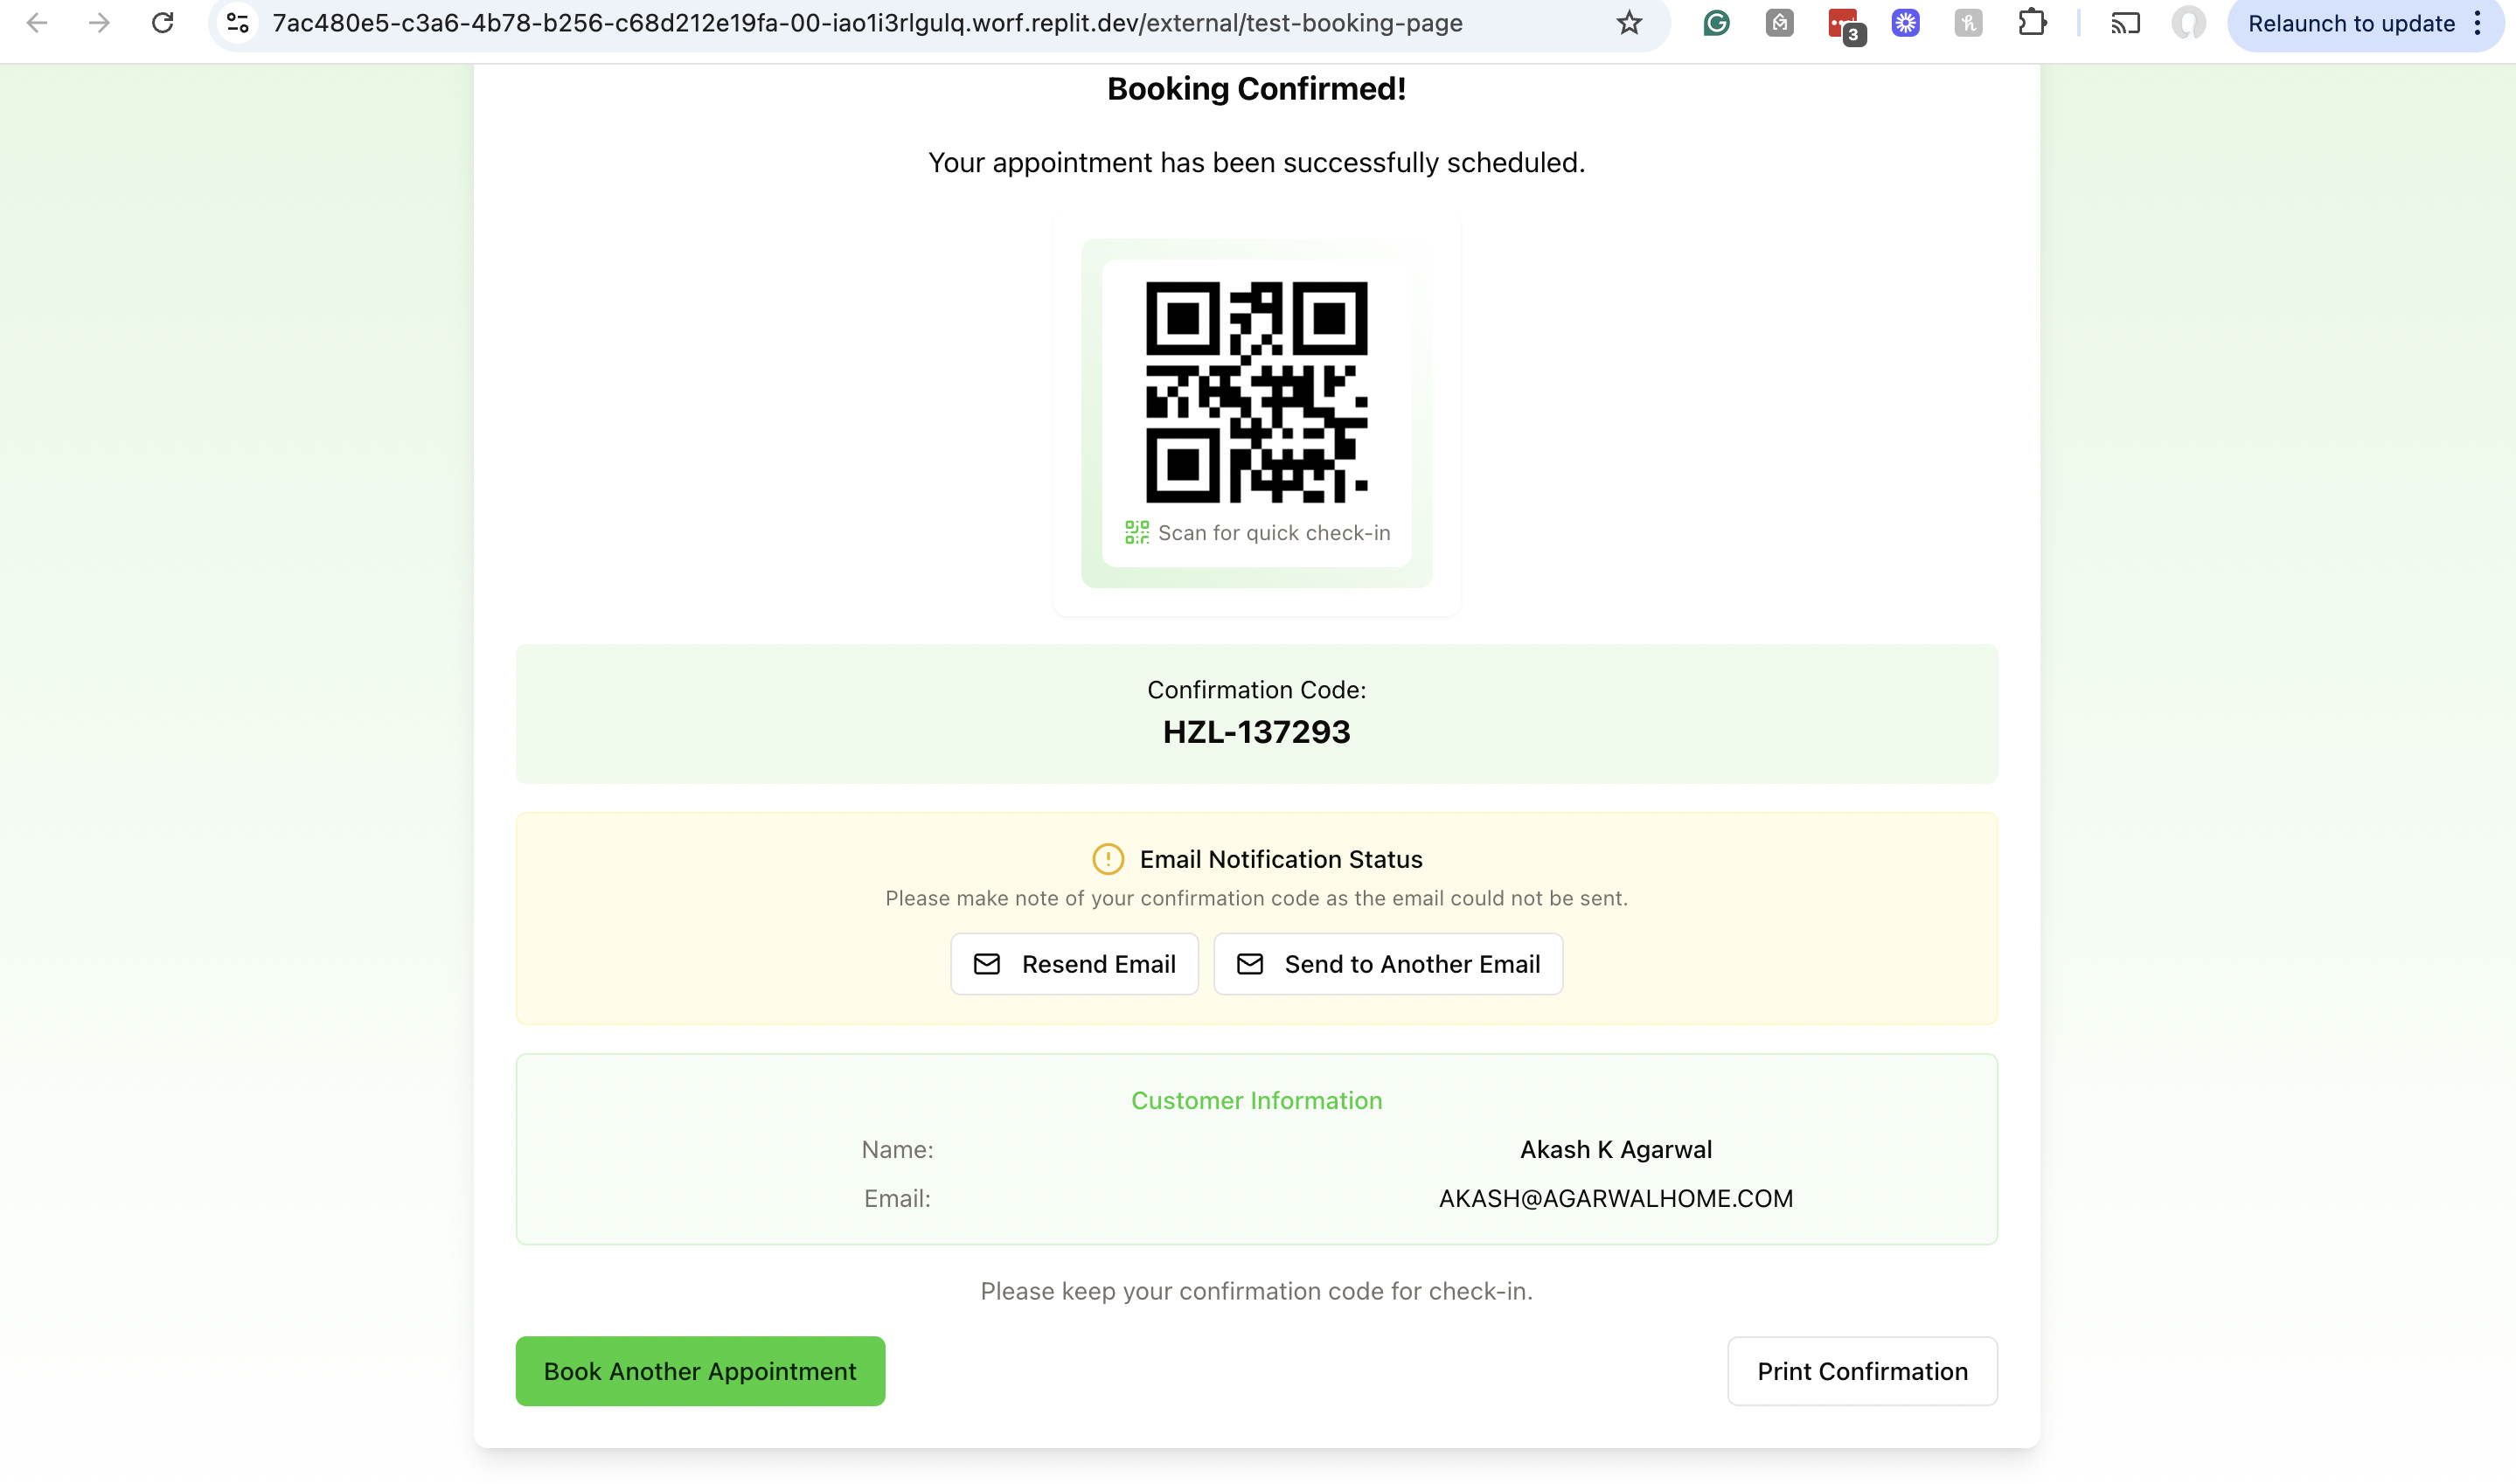 7ac480e5-c3a6-4b78-b256-c68d212e19fa-00-iao1i3rlgulq.worf.replit.dev/external/test-booking-page
3
Relaunch to update
Booking Confirmed!
Your appointment has been successfully scheduled.
Scan for quick check-in
Confirmation Code:
HZL-137293
Email Notification Status
Please make note of your confirmation code as the email could not be sent.
Resend Email
Send to Another Email
Customer Information
Name: Akash K Agarwal
Email: AKASH@AGARWALHOME.COM
Please keep your confirmation code for check-in.
Book Another Appointment
Print Confirmation